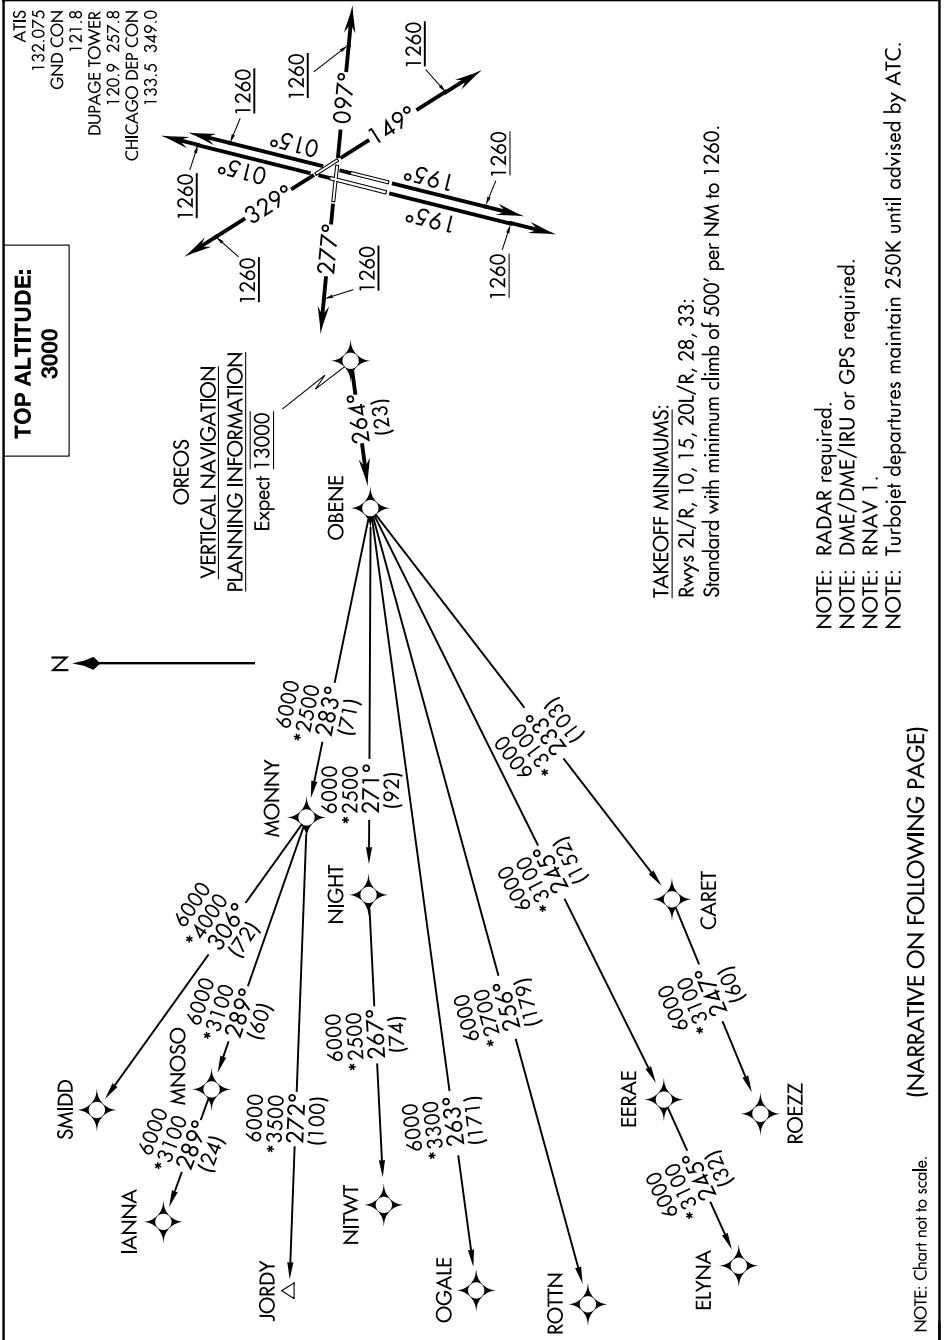 ATIS
132.075
GND CON
121.8
DUPAGE TOWER
120.9 257.8
CHICAGO DEP CON
133.5 349.0
TOP ALTITUDE:
3000
1260
1260
1260
1260
1260
1260
1260
1260
015°
015°
097°
149°
195°
195°
277°
329°
OREOS
VERTICAL NAVIGATION
PLANNING INFORMATION
Expect 13000
264°
(23)
OBENE
N
6000
*2500
283°
(71)
MONNY
6000
*4000
306°
(72)
SMIDD
6000
*3100
289°
(60)
MNOSO
6000
*3100
289°
(24)
IANNA
6000
*3500
272°
(100)
JORDY
6000
*2500
271°
(92)
NIGHT
6000
*2500
267°
(74)
NITWT
6000
*3300
263°
(171)
OGALE
6000
*2700
256°
(179)
ROTTN
6000
*3100
245°
(152)
EERAE
6000
*3100
245°
(32)
ELYNA
6000
*3100
233°
(103)
CARET
6000
*3100
247°
(60)
ROEZZ
TAKEOFF MINIMUMS:
Rwys 2L/R, 10, 15, 20L/R, 28, 33:
Standard with minimum climb of 500' per NM to 1260.
NOTE: RADAR required.
NOTE: DME/DME/IRU or GPS required.
NOTE: RNAV 1.
NOTE: Turbojet departures maintain 250K until advised by ATC.
(NARRATIVE ON FOLLOWING PAGE)
NOTE: Chart not to scale.